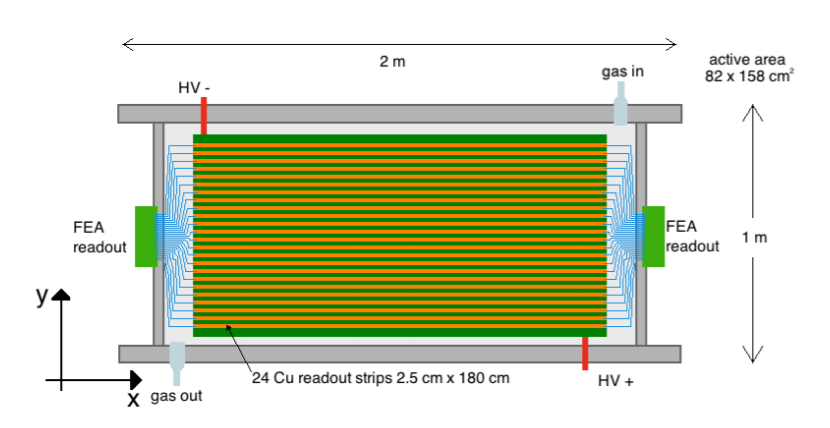 2 m
active area
82 x 158 cm²
gas in
HV -
FEA
readout
FEA
readout
1 m
y
24 Cu readout strips 2.5 cm x 180 cm
HV +
x
gas out